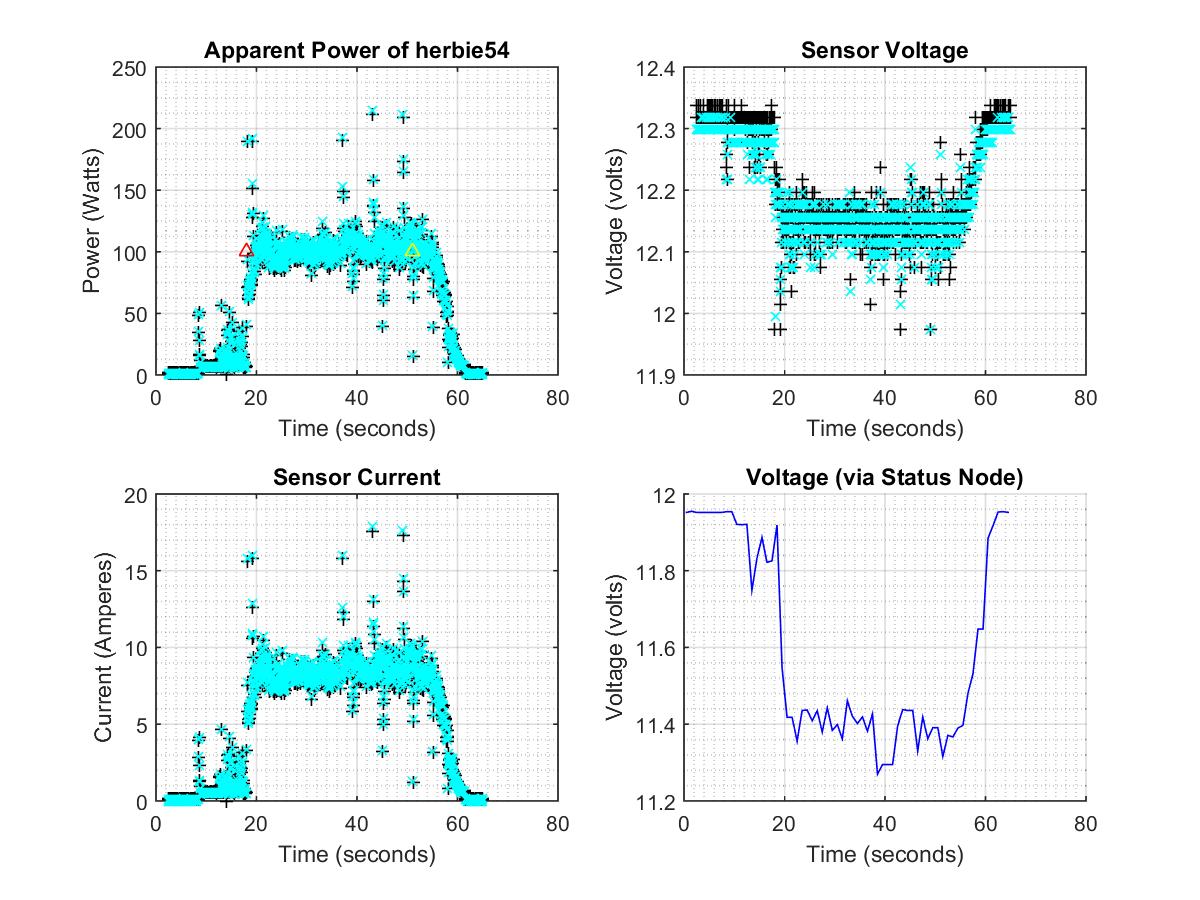 Apparent Power of herbie54
250
200
150
100
50
0
0 20 40 60 80
Power (Watts)
Time (seconds)
Sensor Voltage
12.4
12.3
12.2
12.1
12
11.9
0 20 40 60 80
Voltage (volts)
Time (seconds)
Sensor Current
20
15
10
5
0
0 20 40 60 80
Current (Amperes)
Time (seconds)
Voltage (via Status Node)
12
11.8
11.6
11.4
11.2
0 20 40 60 80
Voltage (volts)
Time (seconds)